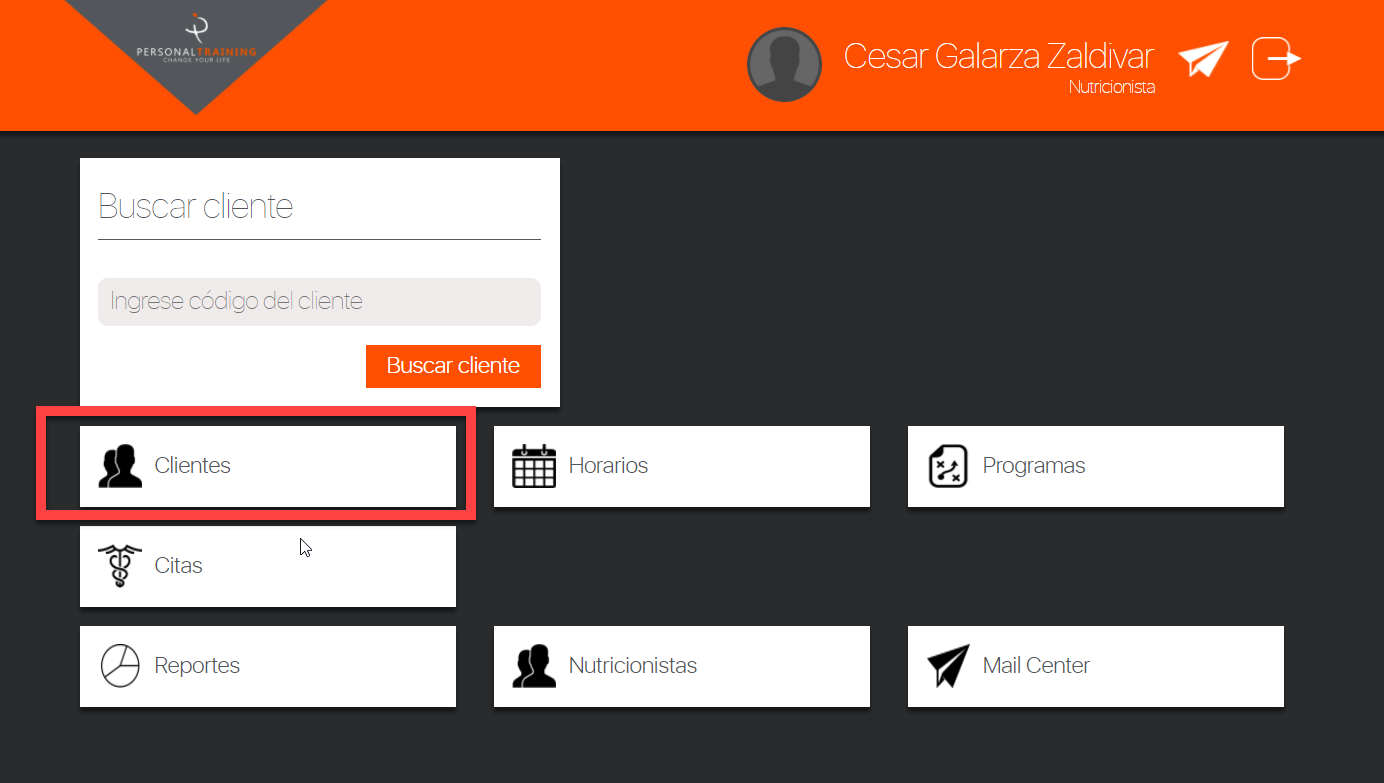 PERSONALTRAINING
CHANGE YOUR LIFE
Cesar Galarza Zaldivar
Nutricionista
Buscar cliente
Ingrese código del cliente
Buscar cliente
Clientes
Horarios
Programas
Citas
Reportes
Nutricionistas
Mail Center